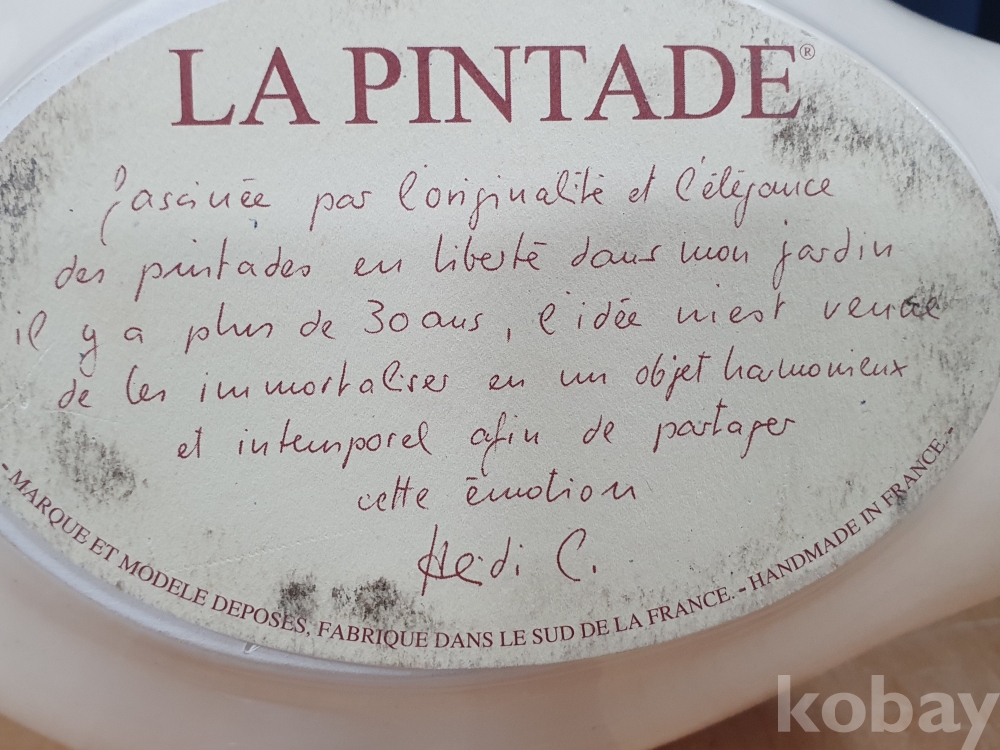 LA PINTADE®
fascinée par l'originalité et l'élégance
des pintades en liberté dans mon jardin
il y a plus de 30 ans, l'idée m'est venue
de les immortaliser en un objet harmonieux
et intemporel afin de partager
cette émotion
Heidi C.
- MARQUE ET MODELE DEPOSES, FABRIQUE DANS LE SUD DE LA FRANCE. - HANDMADE IN FRANCE. -
kobay